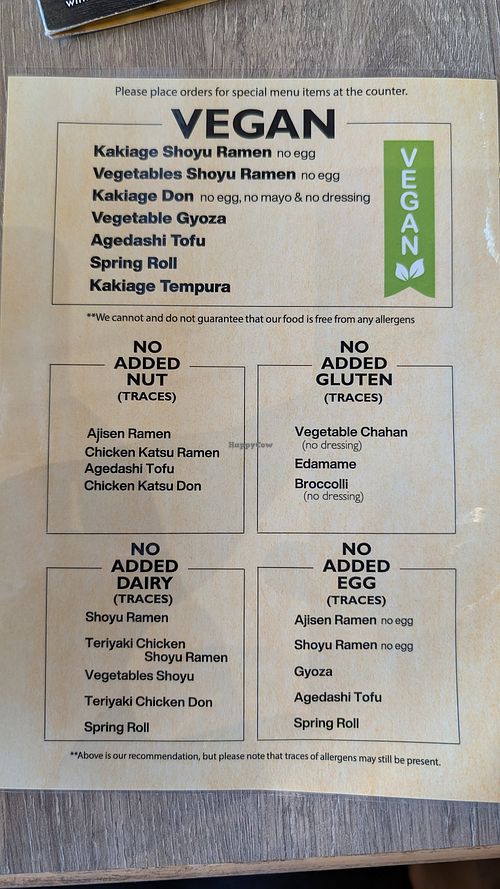 Please place orders for special menu items at the counter.
VEGAN
Kakiage Shoyu Ramen no egg
Vegetables Shoyu Ramen no egg
Kakiage Don no egg, no mayo & no dressing
Vegetable Gyoza
Agedashi Tofu
Spring Roll
Kakiage Tempura
VEGAN
**We cannot and do not guarantee that our food is free from any allergens
NO
ADDED
NUT
(TRACES)
Ajisen Ramen
Chicken Katsu Ramen
Agedashi Tofu
Chicken Katsu Don
NO
ADDED
GLUTEN
(TRACES)
Vegetable Chahan
(no dressing)
Edamame
Broccolli
(no dressing)
HappyCow
NO
ADDED
DAIRY
(TRACES)
Shoyu Ramen
Teriyaki Chicken
Shoyu Ramen
Vegetables Shoyu
Teriyaki Chicken Don
Spring Roll
NO
ADDED
EGG
(TRACES)
Ajisen Ramen no egg
Shoyu Ramen no egg
Gyoza
Agedashi Tofu
Spring Roll
**Above is our recommendation, but please note that traces of allergens may still be present.